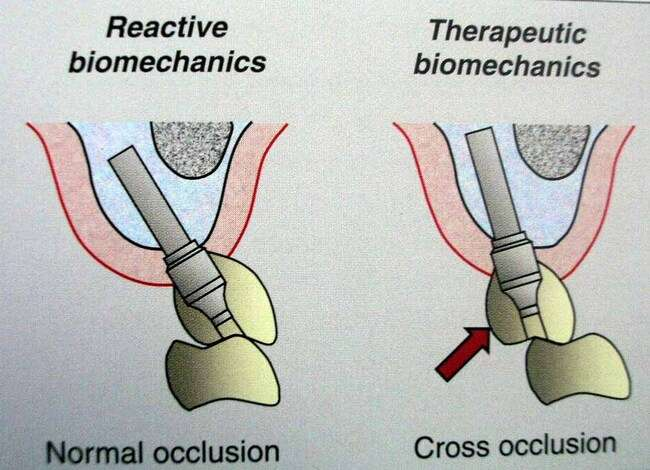 Reactive
biomechanics
Therapeutic
biomechanics
Normal occlusion
Cross occlusion